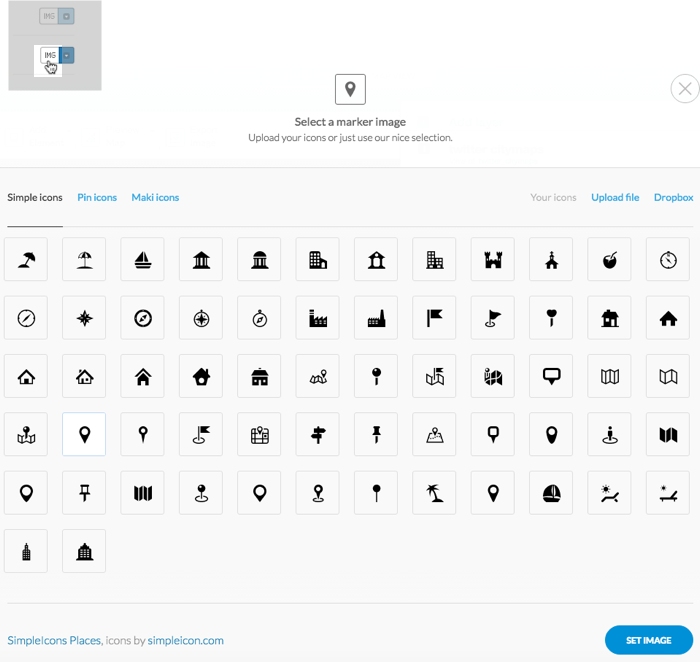 IMG
IMG
Select a marker image
Upload your icons or just use our nice selection.
Simple icons Pin icons Maki icons Your icons Upload file Dropbox
SimpleIcons Places, icons by simpleicon.com
SET IMAGE